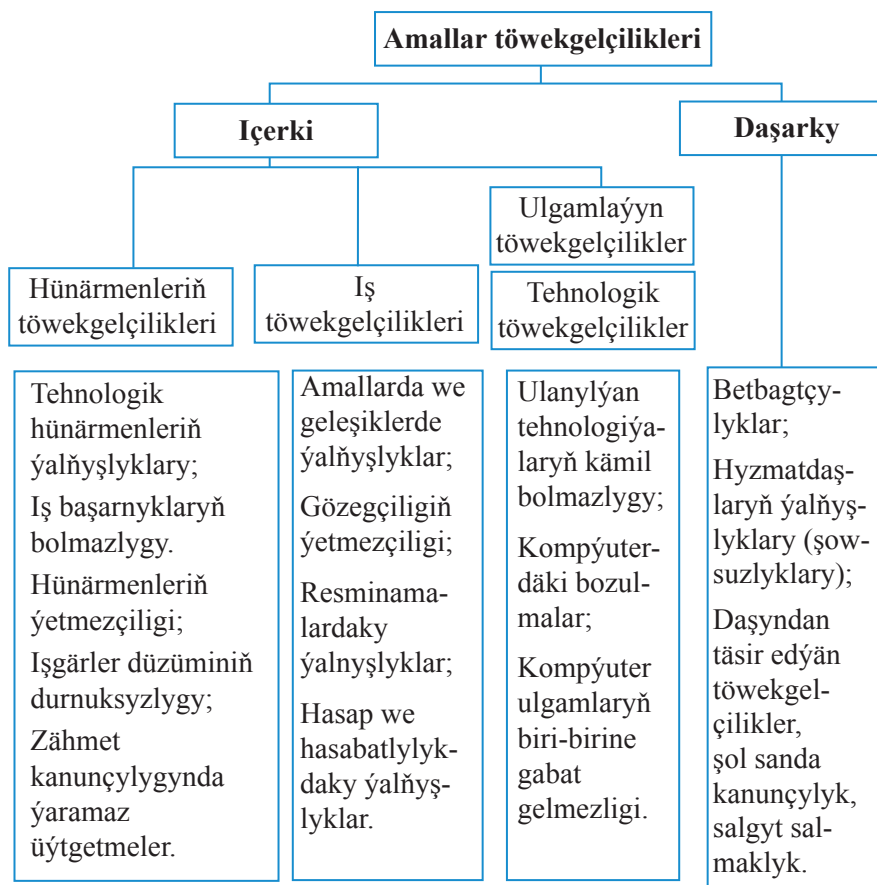 Amallar töwekgelçilikleri
Içerki
Daşarky
Hünärmenleriň
töwekgelçilikleri
Iş
töwekgelçilikleri
Ulgamlaýyn
töwekgelçilikler
Tehnologik
töwekgelçilikler
Tehnologik
hünärmenleriň
ýalňyşlyklary;
Iş başarnyklaryň
bolmazlygy.
Hünärmenleriň
ýetmezçiligi;
Işgärler düzüminiň
durnuksyzlygy;
Zähmet
kanunçylygynda
ýaramaz
üýtgetmeler.
Amallarda we
geleşiklerde
ýalňyşlyklar;
Gözegçiligiň
ýetmezçiligi;
Resminama-
lardaky
ýalnyşlyklar;
Hasap we
hasabatlylyk-
daky ýalňyş-
lyklar.
Ulanylýan
tehnologiýa-
laryň kämil
bolmazlygy;
Kompýuter-
däki bozul-
malar;
Kompýuter
ulgamlaryň
biri-birine
gabat
gelmezligi.
Betbagtçy-
lyklar;
Hyzmatdaş-
laryň ýalňyş-
lyklary (şow-
suzlyklary);
Daşyndan
täsir edýän
töwekgel-
çilikler,
şol sanda
kanunçylyk,
salgyt sal-
maklyk.